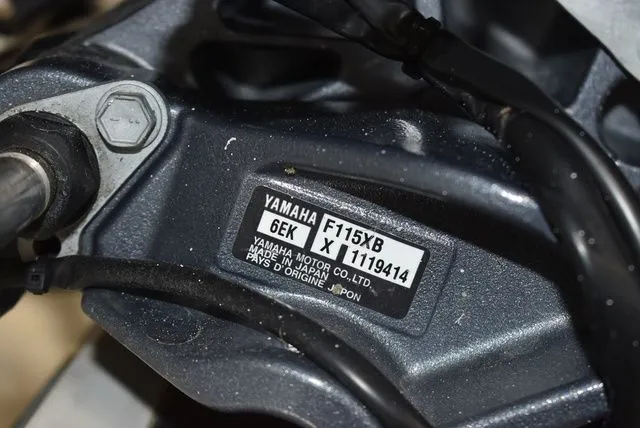 YAMAHA F115XB
6EK X 1119414
YAMAHA MOTOR CO.,LTD.
MADE IN JAPAN
PAYS D'ORIGINE JAPON